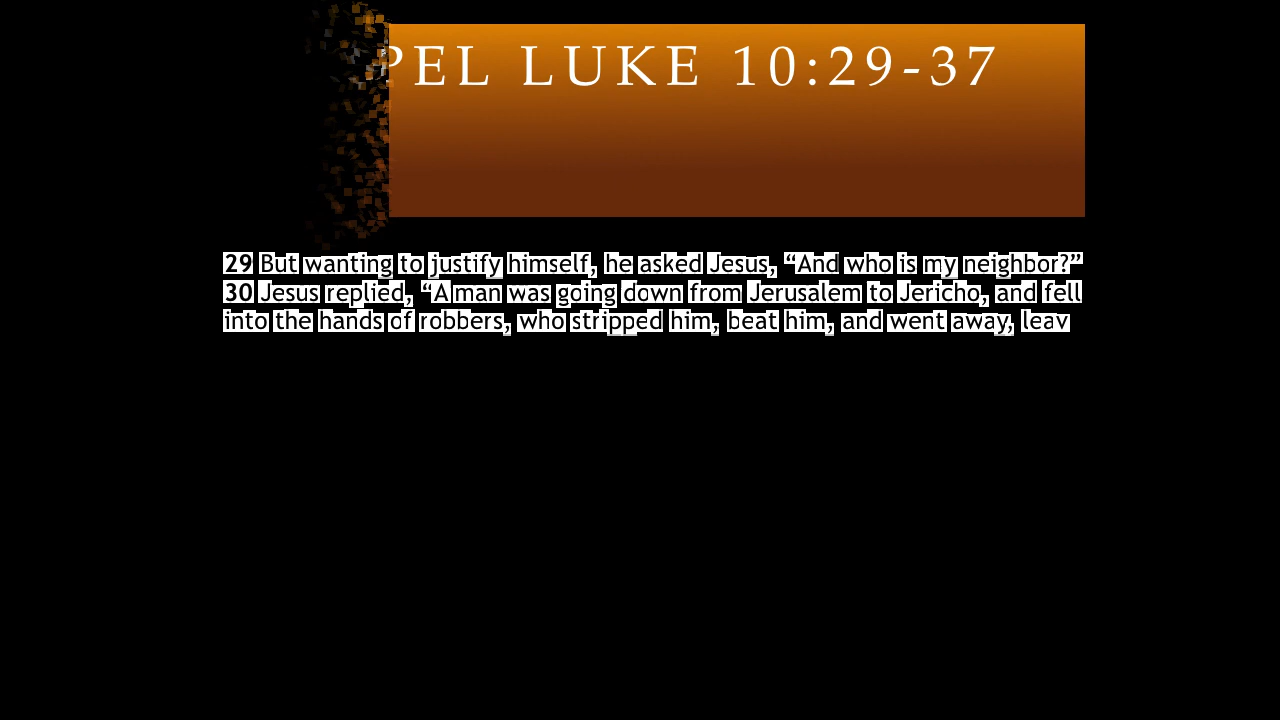 PEL LUKE 10:29-37
29 But wanting to justify himself, he asked Jesus, “And who is my neighbor?”
30 Jesus replied, “A man was going down from Jerusalem to Jericho, and fell
into the hands of robbers, who stripped him, beat him, and went away, leav